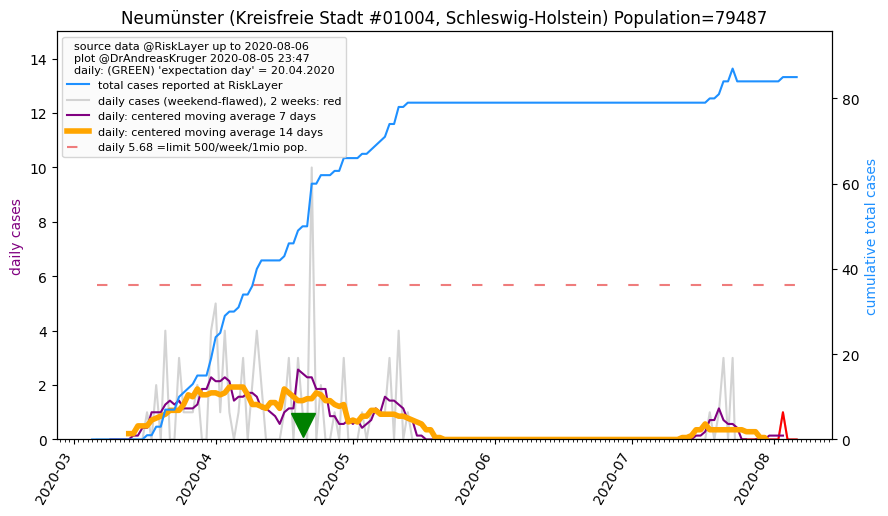 Neumünster (Kreisfreie Stadt #01004, Schleswig-Holstein) Population=79487
source data @RiskLayer up to 2020-08-06
plot @DrAndreasKruger 2020-08-05 23:47
daily: (GREEN) 'expectation day' = 20.04.2020
total cases reported at RiskLayer
daily cases (weekend-flawed), 2 weeks: red
daily: centered moving average 7 days
daily: centered moving average 14 days
daily 5.68 =limit 500/week/1mio pop.
daily cases
14
12
10
8
6
4
2
0
80
60
40
20
0
cumulative total cases
2020-03
2020-04
2020-05
2020-06
2020-07
2020-08